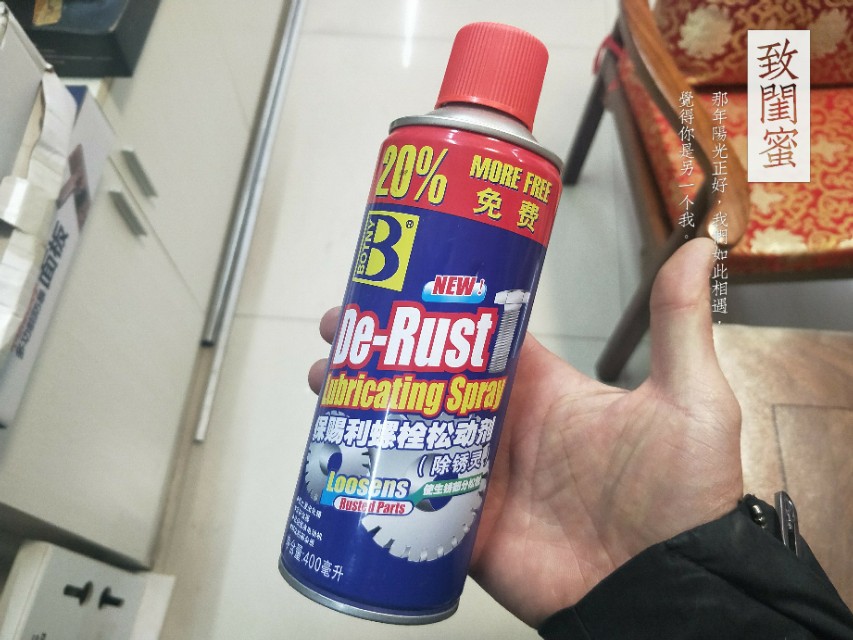 20% MORE FREE
免费
BOTNY
B®
NEW!
De-Rust
Lubricating Spray
保赐利螺栓松动剂
(除锈灵)
Loosens
Rusted Parts
净含量:400毫升
致閨蜜
那年陽光正好,我們如此相遇,
覺得你是另一个我。
面板